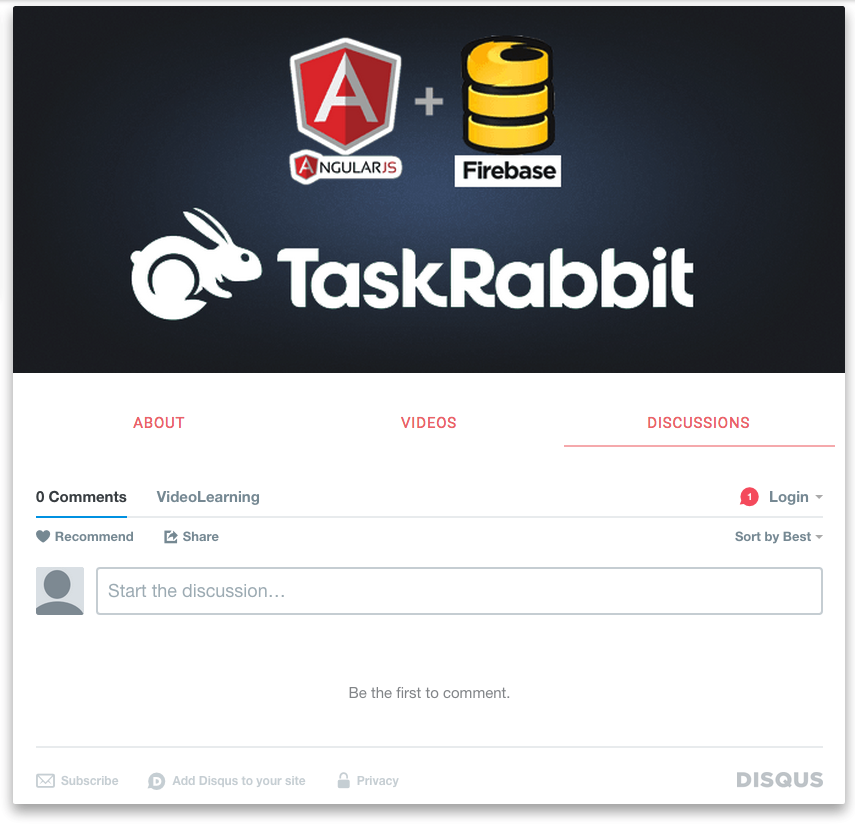 ANGULARJS
+
Firebase
TaskRabbit
ABOUT VIDEOS DISCUSSIONS
0 Comments VideoLearning 1 Login
Recommend Share Sort by Best
Start the discussion…
Be the first to comment.
Subscribe Add Disqus to your site Privacy DISQUS